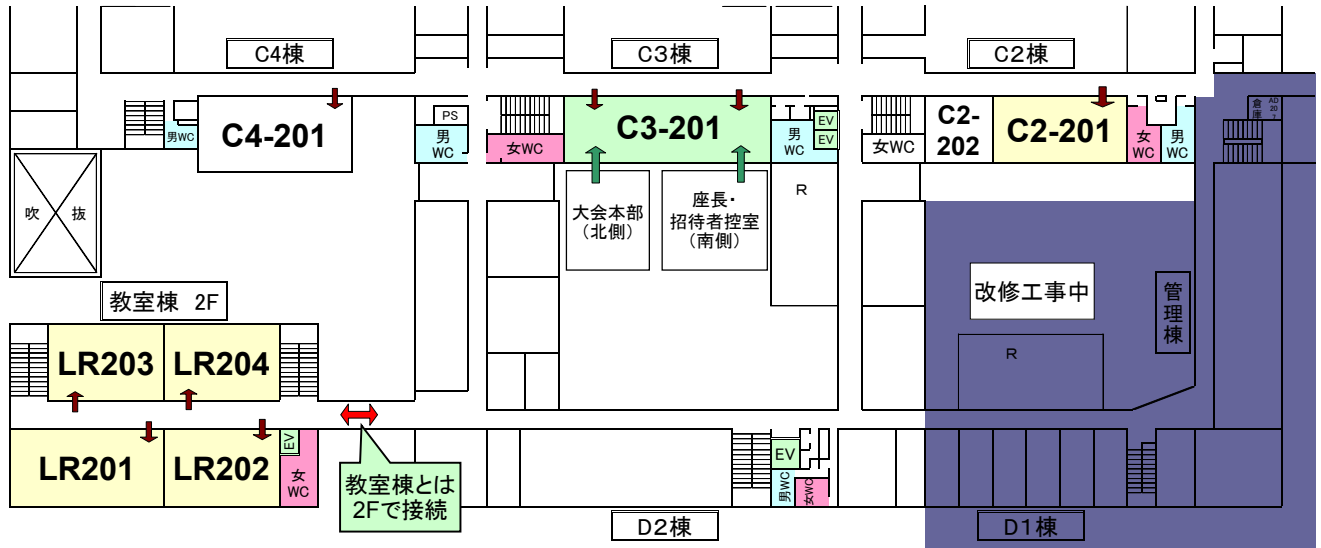 C4棟
C3棟
C2棟
男WC
C4-201
PS
男
WC
女WC
C3-201
男
WC
EV
EV
女WC
C2-
202
C2-201
女
WC
男
WC
倉庫
AD
20
1
吹
抜
大会本部
（北側）
座長・
招待者控室
（南側）
R
改修工事中
管理棟
R
教室棟 2F
LR203
LR204
LR201
LR202
EV
女
WC
教室棟とは
2Fで接続
EV
男WC
女WC
D2棟
D1棟